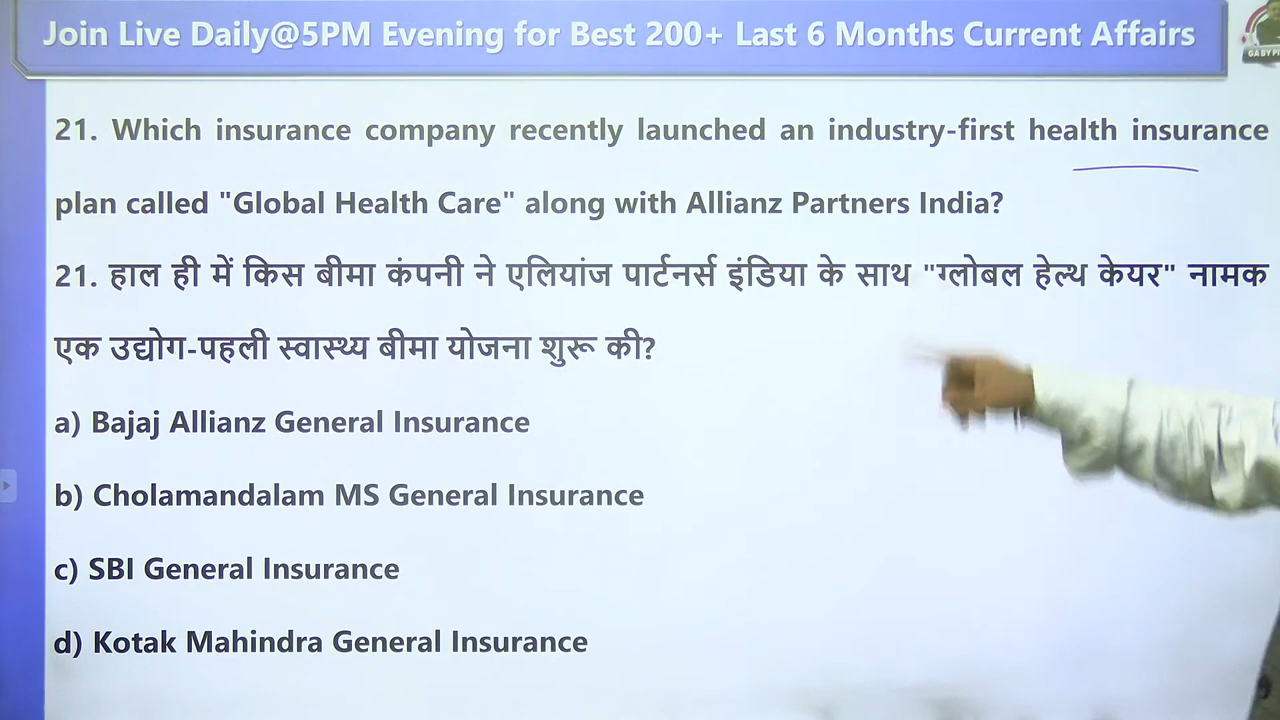 Join Live Daily@5PM Evening for Best 200+ Last 6 Months Current Affairs
21. Which insurance company recently launched an industry-first health insurance
plan called "Global Health Care" along with Allianz Partners India?
21. हाल ही में किस बीमा कंपनी ने एलियांज पार्टनर्स इंडिया के साथ "ग्लोबल हेल्थ केयर" नामक
एक उद्योग-पहली स्वास्थ्य बीमा योजना शुरू की?
a) Bajaj Allianz General Insurance
b) Cholamandalam MS General Insurance
c) SBI General Insurance
d) Kotak Mahindra General Insurance